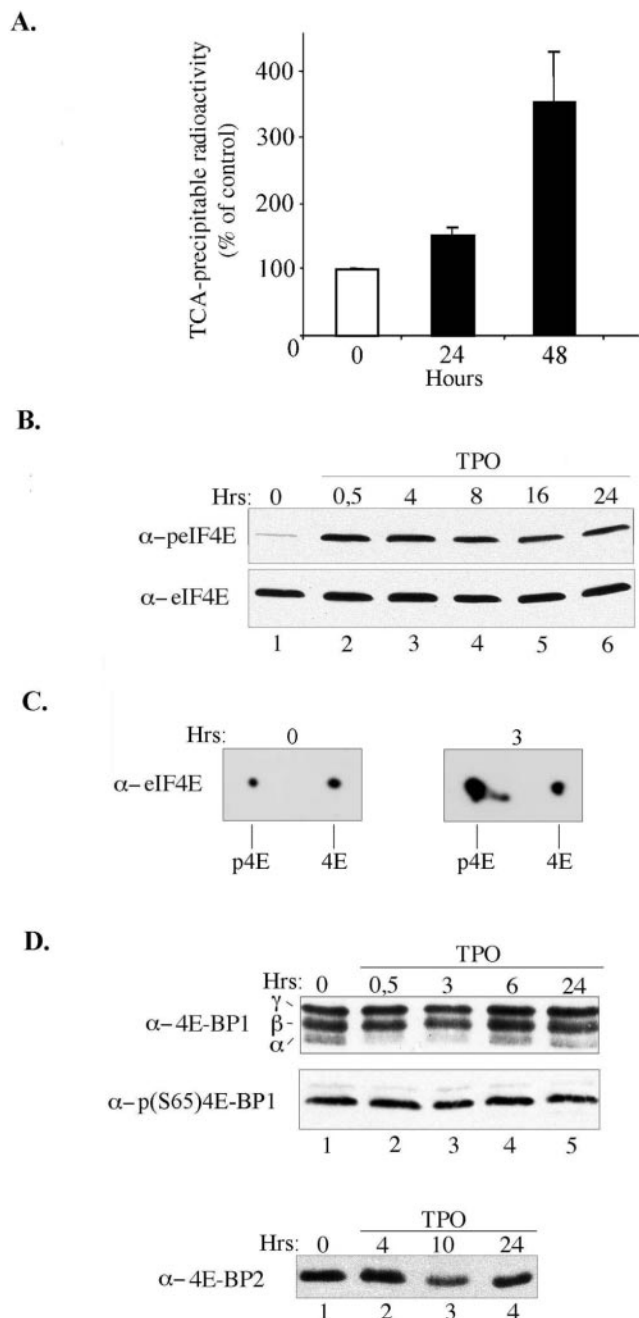 A.
TCA-precipitable radioactivity
(% of control)
400
300
200
100
0
0 24 48
Hours
B.
TPO
Hrs: 0 0,5 4 8 16 24
α-peIF4E
α-eIF4E
1 2 3 4 5 6
C.
Hrs: 0 3
α-eIF4E
p4E 4E p4E 4E
D.
TPO
Hrs: 0 0,5 3 6 24
γ
α-4E-BP1 β
α
α-p(S65)4E-BP1
1 2 3 4 5
TPO
Hrs: 0 4 10 24
α-4E-BP2
1 2 3 4